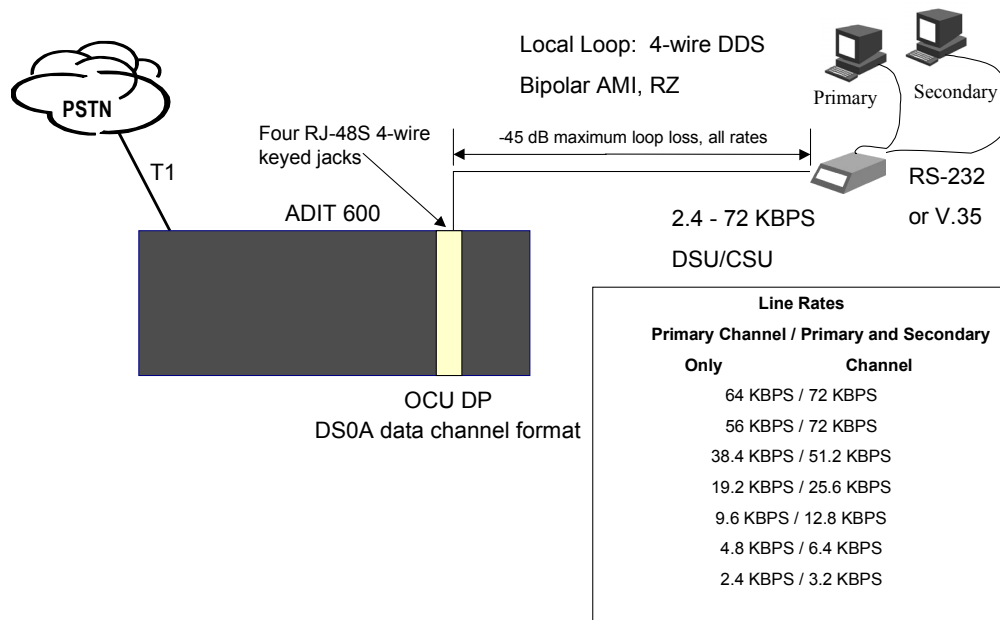 Local Loop: 4-wire DDS
Bipolar AMI, RZ
PSTN
Primary
Secondary
Four RJ-48S 4-wire
keyed jacks
-45 dB maximum loop loss, all rates
T1
RS-232
or V.35
ADIT 600
2.4 - 72 KBPS
DSU/CSU
OCU DP
DS0A data channel format
Line Rates
Primary Channel / Primary and Secondary
Only Channel
64 KBPS / 72 KBPS
56 KBPS / 72 KBPS
38.4 KBPS / 51.2 KBPS
19.2 KBPS / 25.6 KBPS
9.6 KBPS / 12.8 KBPS
4.8 KBPS / 6.4 KBPS
2.4 KBPS / 3.2 KBPS